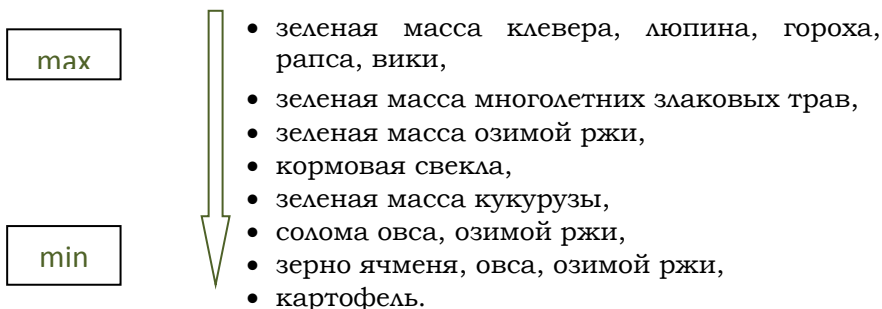 max
• зеленая масса клевера, люпина, гороха,
рапса, вики,
• зеленая масса многолетних злаковых трав,
• зеленая масса озимой ржи,
• кормовая свекла,
• зеленая масса кукурузы,
• солома овса, озимой ржи,
min
• зерно ячменя, овса, озимой ржи,
• картофель.